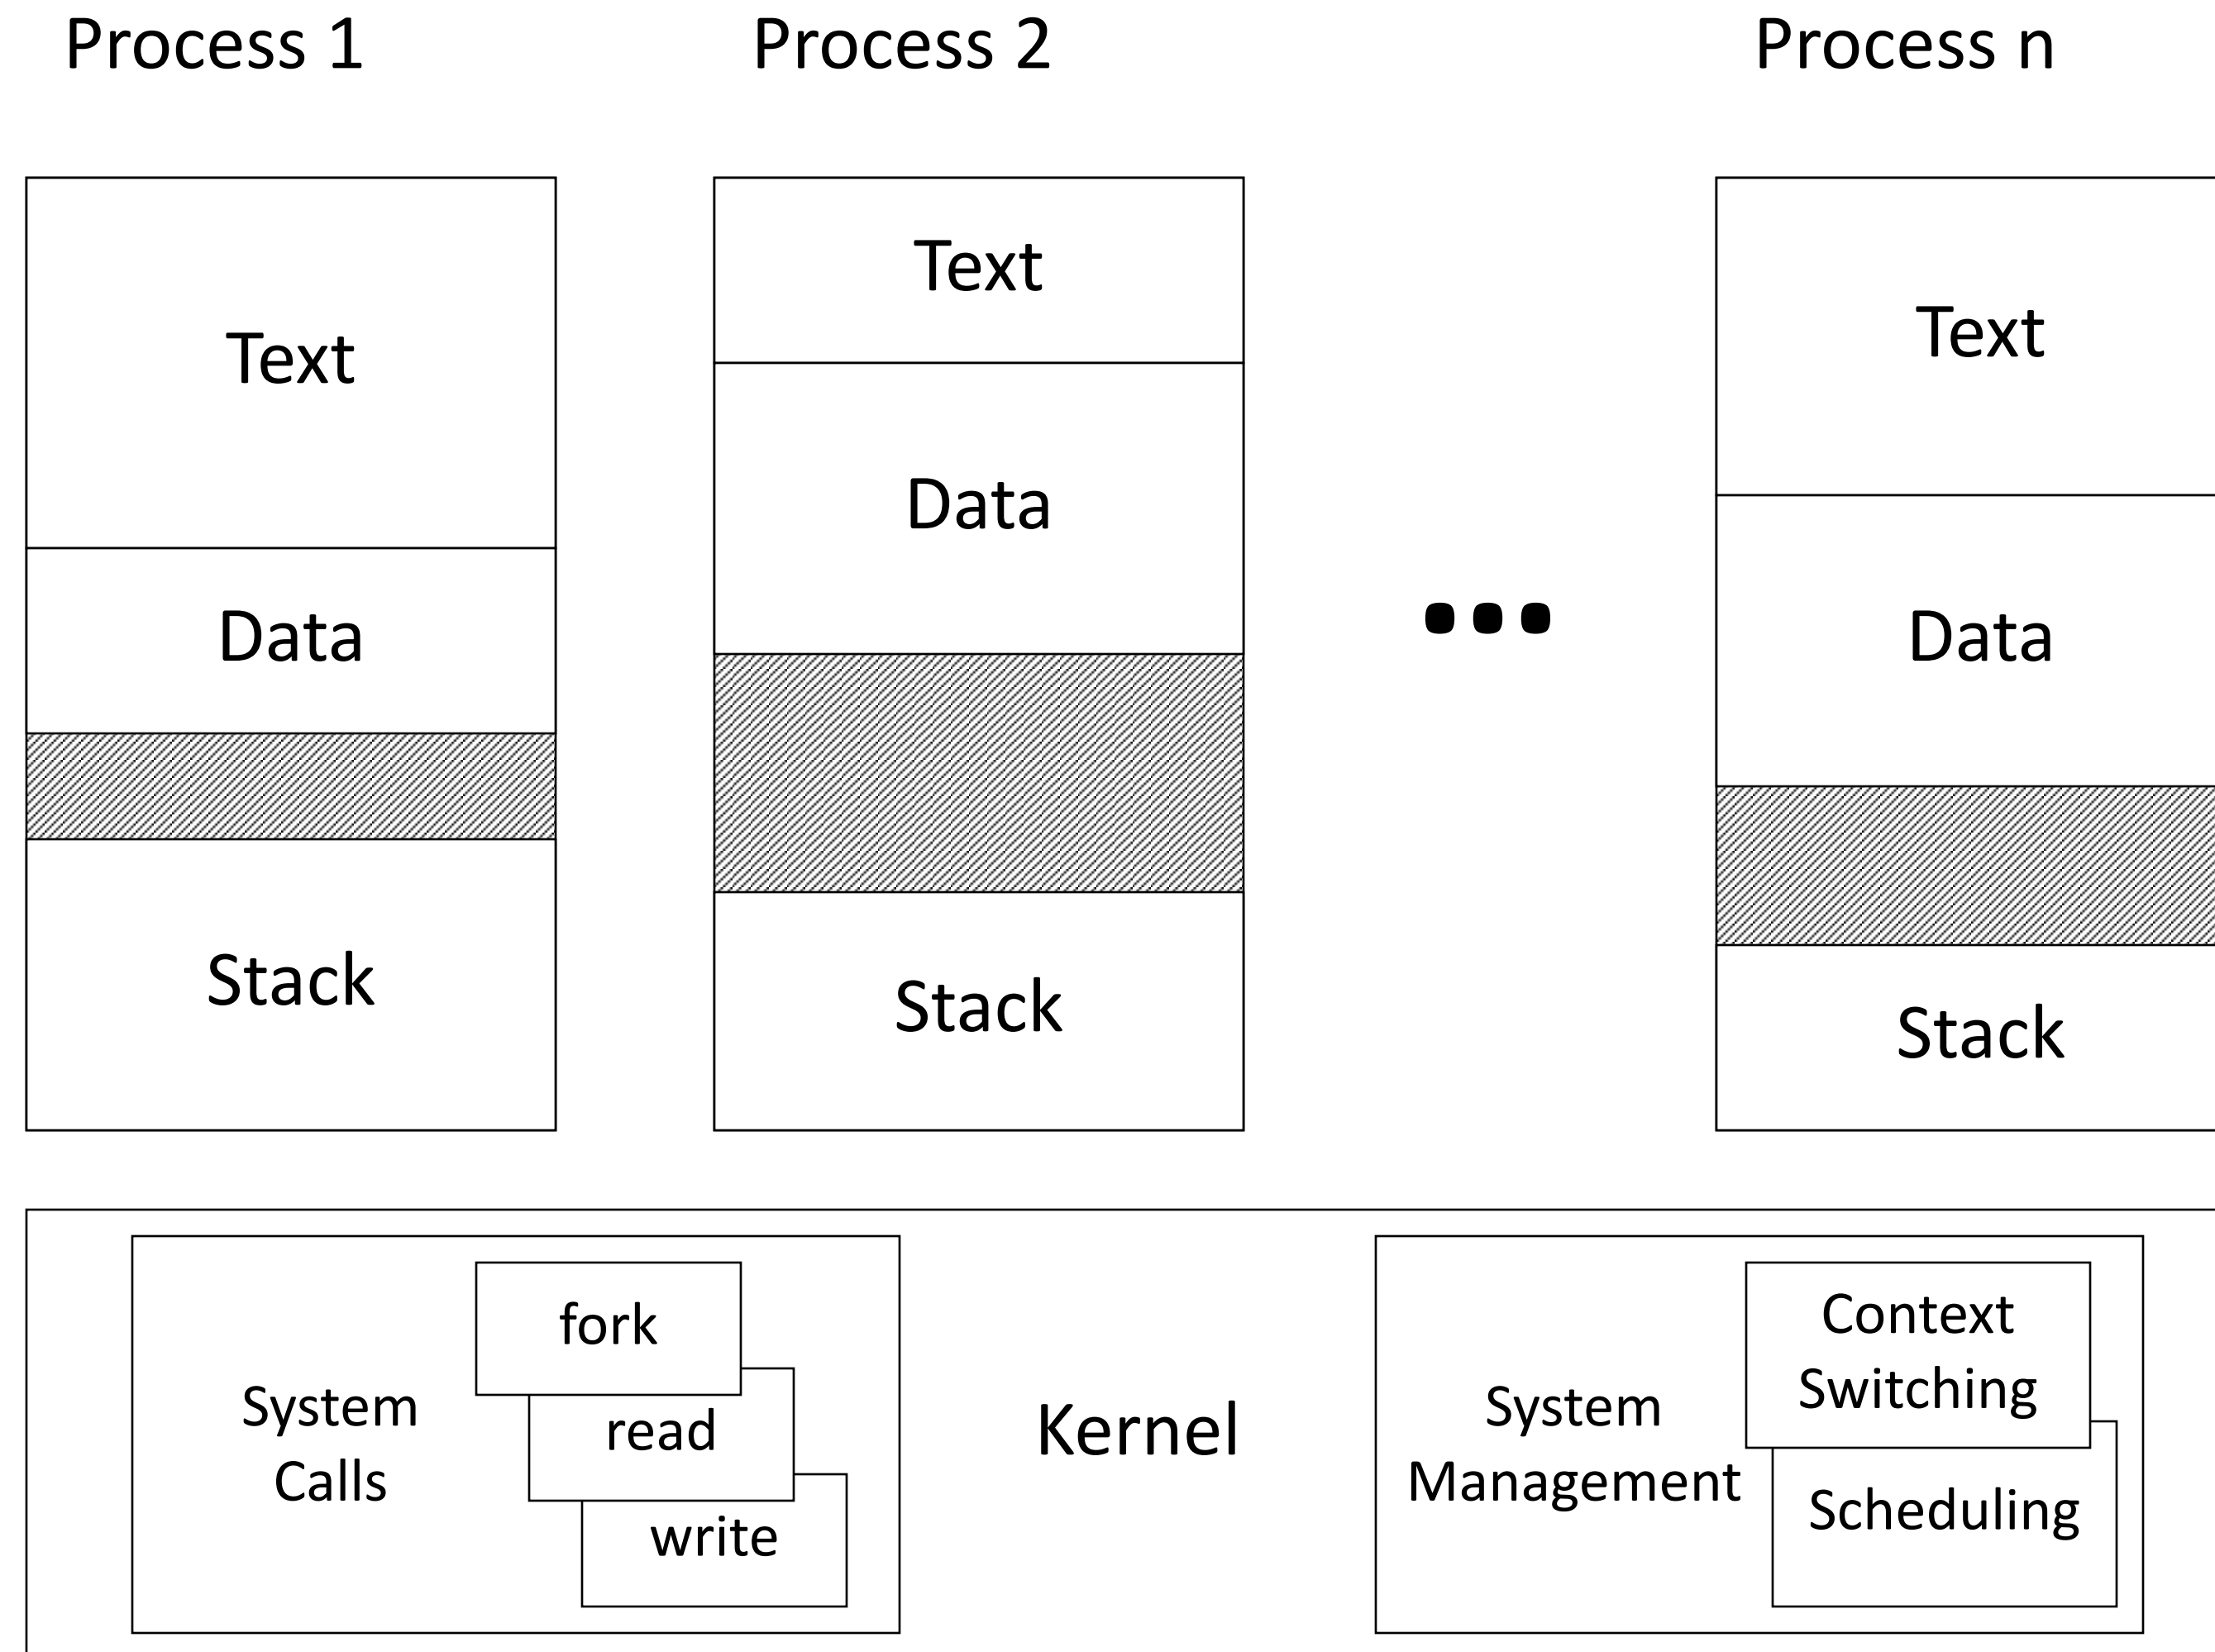 Process 1
Process 2
Process n
Text
Data
Stack
Text
Data
Stack
Text
Data
Stack
System
Calls
fork
read
write
Kernel
System
Management
Context
Switching
Scheduling